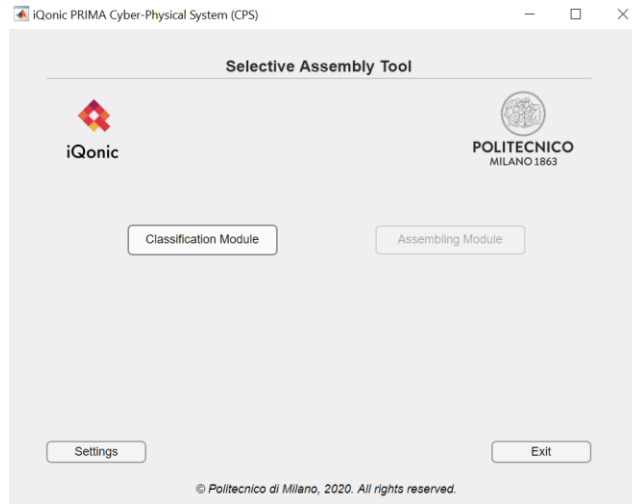 iQonic PRIMA Cyber-Physical System (CPS)
Selective Assembly Tool
iQonic
POLITECNICO
MILANO 1863
Classification Module
Assembling Module
Settings
Exit
© Politecnico di Milano, 2020. All rights reserved.